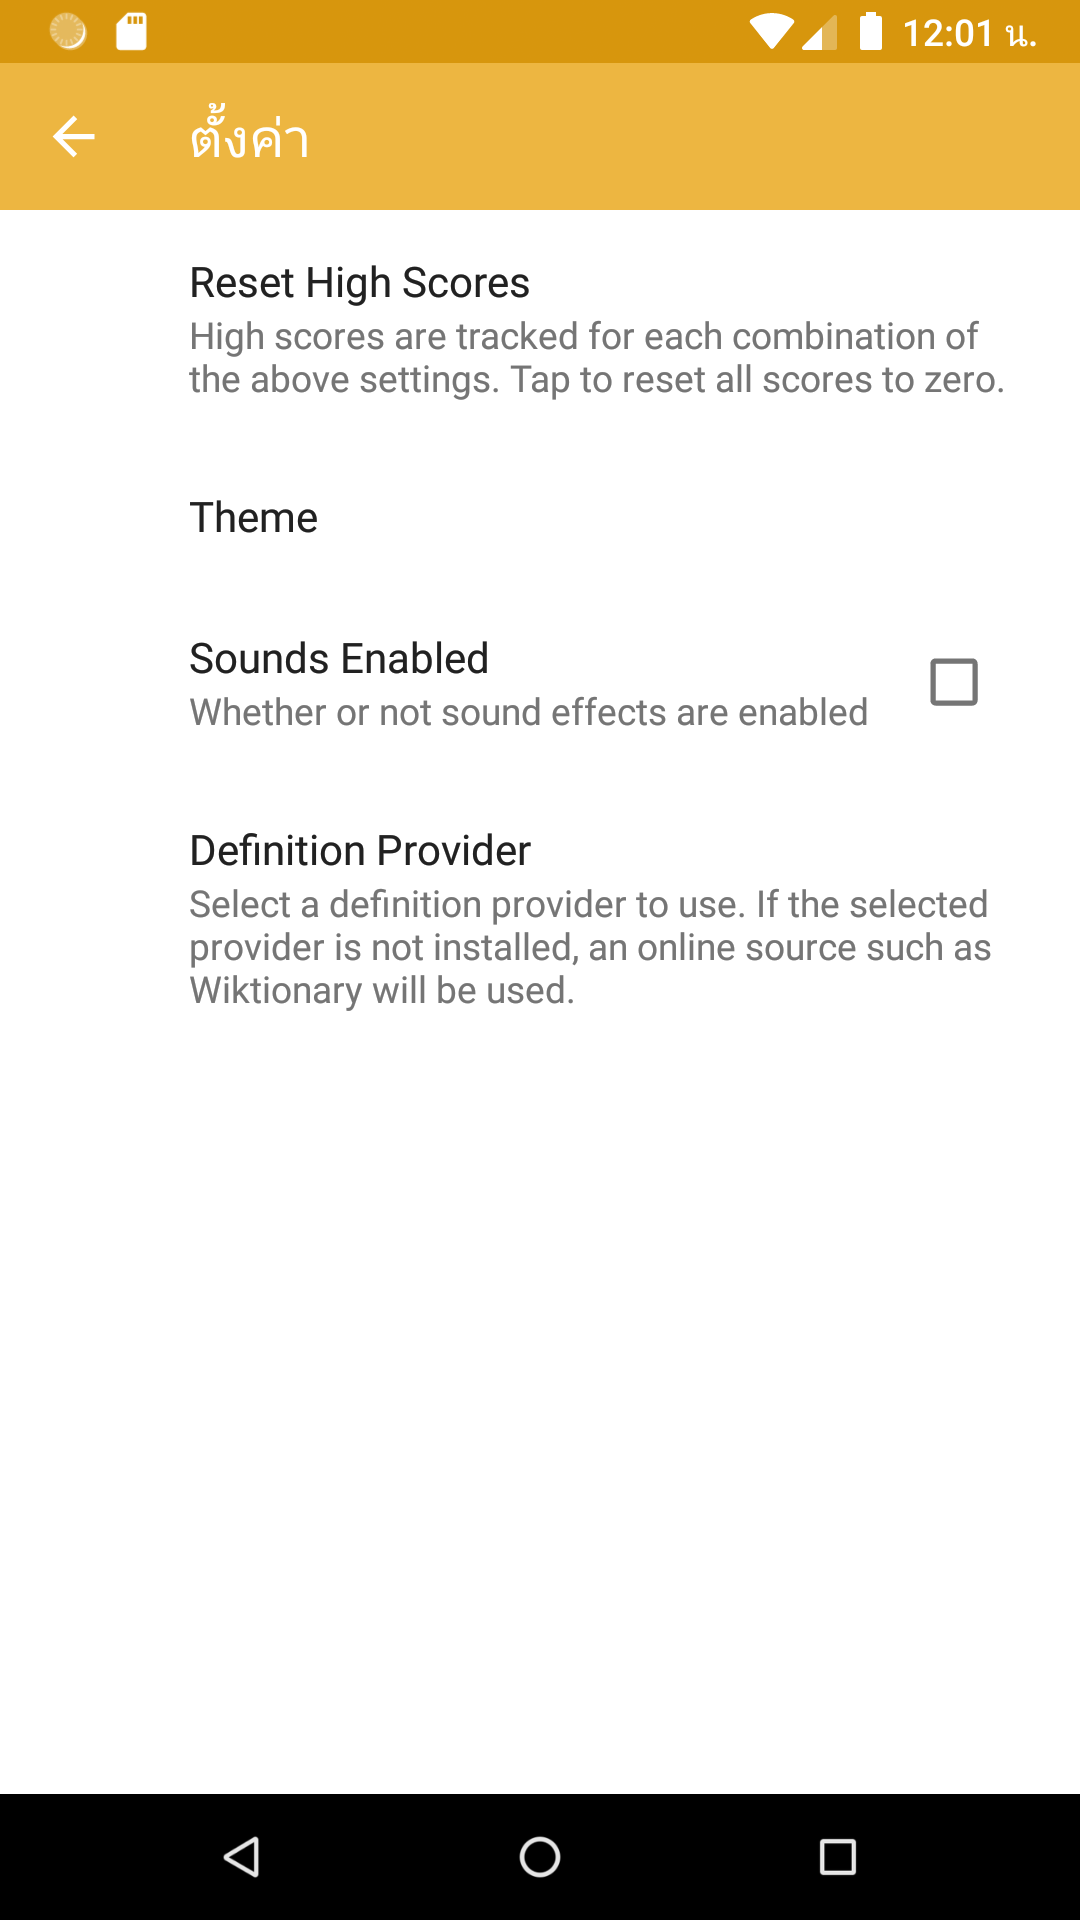 12:01 น.
ตั้งค่า
Reset High Scores
High scores are tracked for each combination of
the above settings. Tap to reset all scores to zero.
Theme
Sounds Enabled
Whether or not sound effects are enabled
Definition Provider
Select a definition provider to use. If the selected
provider is not installed, an online source such as
Wiktionary will be used.